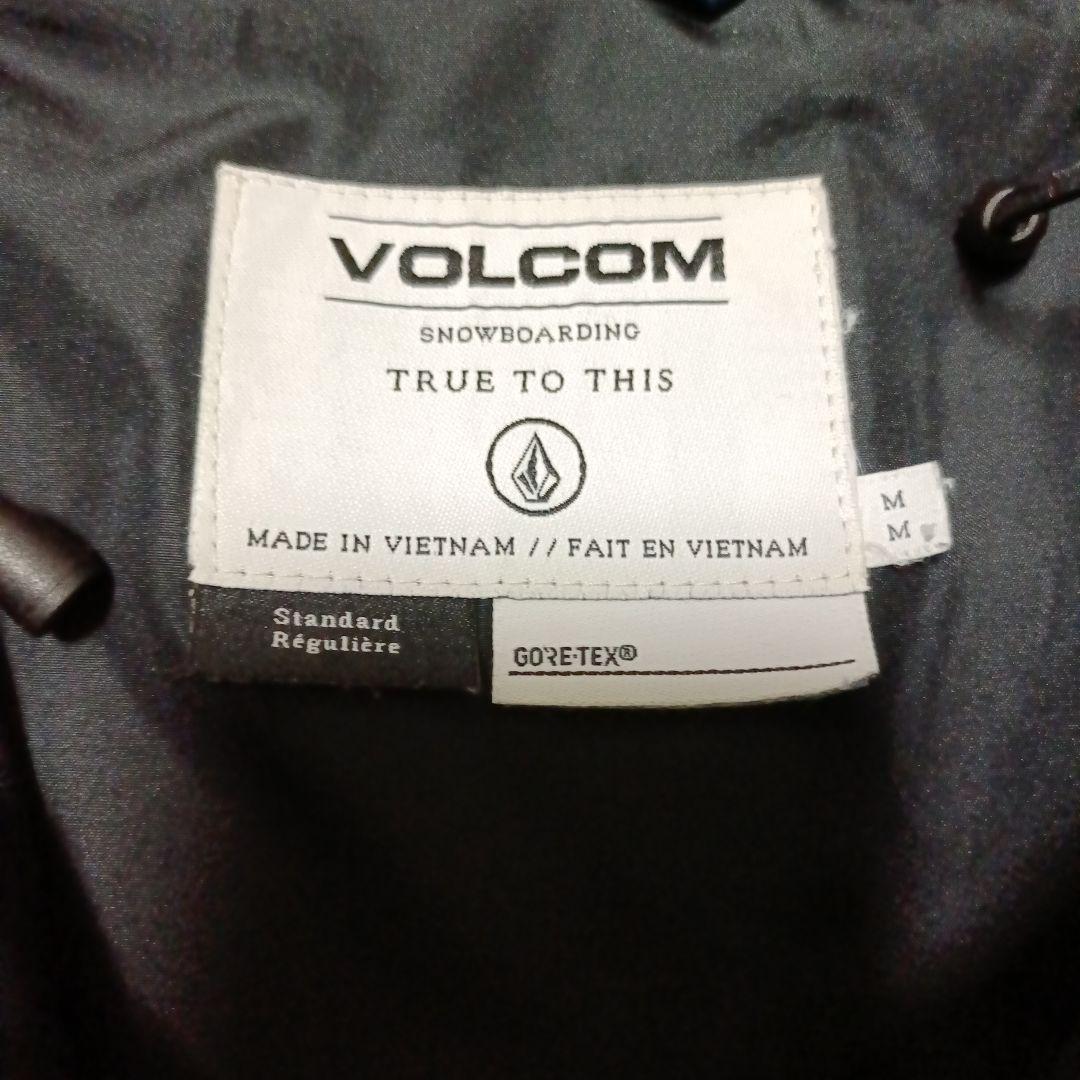 VOLCOM
SNOWBOARDING
TRUE TO THIS
MADE IN VIETNAM // FAIT EN VIETNAM
M
M
Standard
Régulière
GORE-TEX®